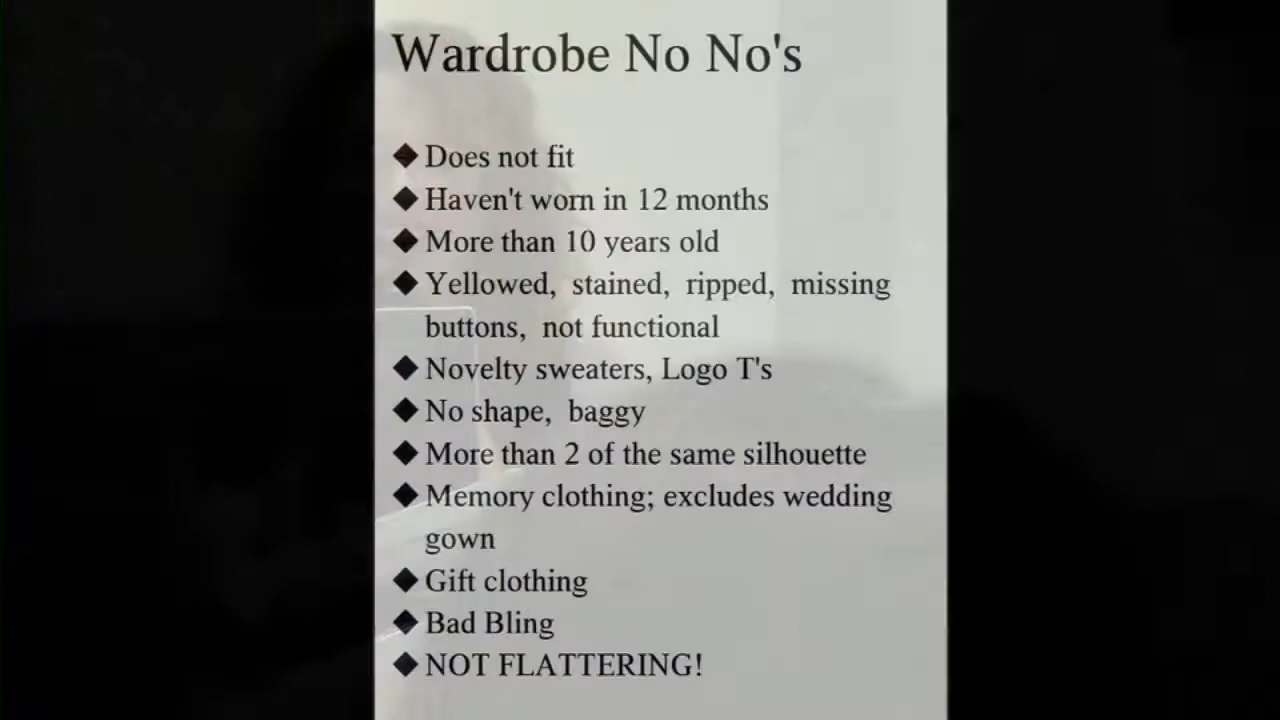 Wardrobe No No's
◆ Does not fit
◆ Haven't worn in 12 months
◆ More than 10 years old
◆ Yellowed, stained, ripped, missing
buttons, not functional
◆ Novelty sweaters, Logo T's
◆ No shape, baggy
◆ More than 2 of the same silhouette
◆ Memory clothing; excludes wedding
gown
◆ Gift clothing
◆ Bad Bling
◆ NOT FLATTERING!